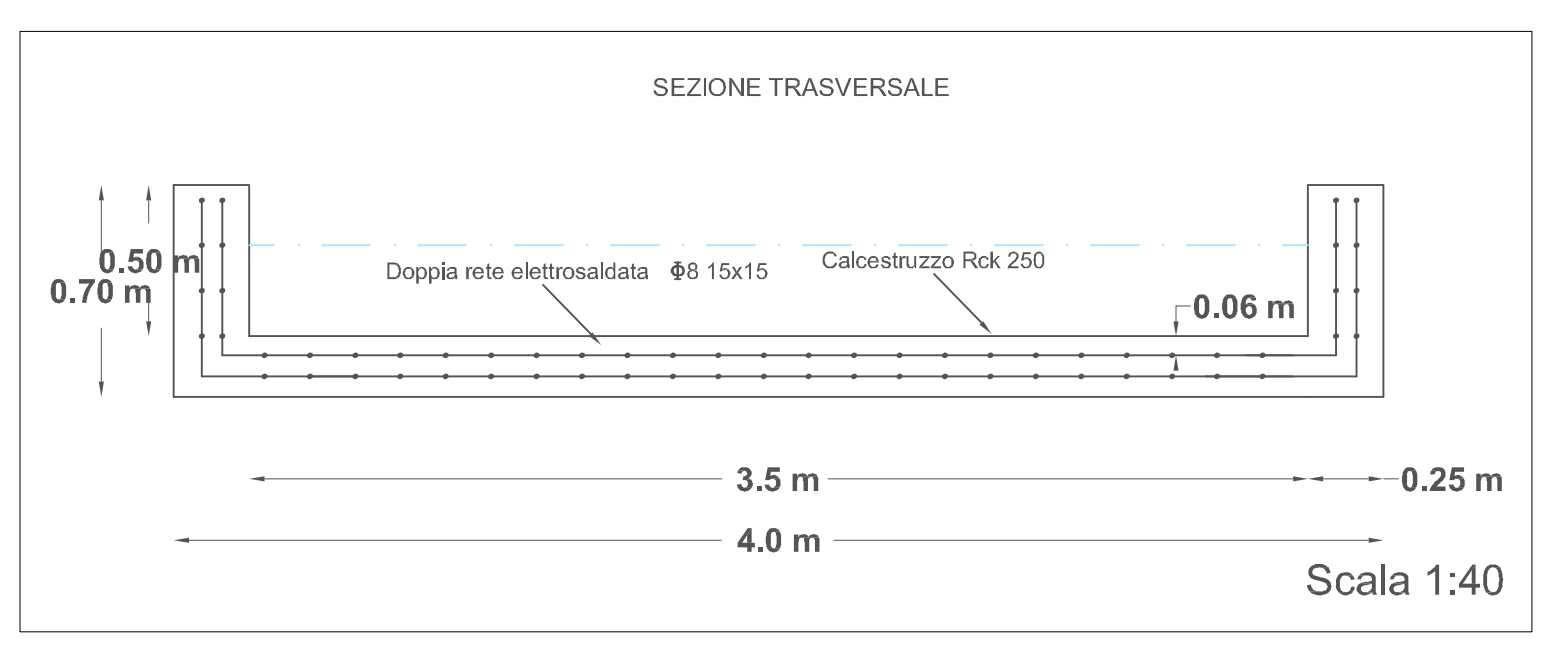 SEZIONE TRASVERSALE
0.50 m
0.70 m
Doppia rete elettrosaldata Φ8 15x15
Calcestruzzo Rck 250
0.06 m
3.5 m
0.25 m
4.0 m
Scala 1:40